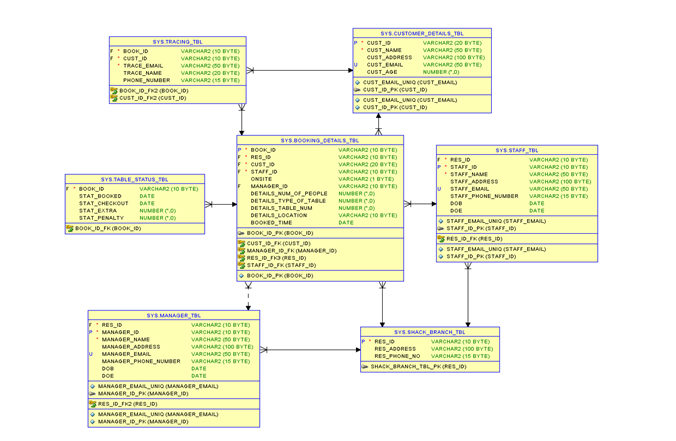 SYS.TRACING_TBL
F * BOOK_ID VARCHAR2 (10 BYTE)
F * CUST_ID VARCHAR2 (10 BYTE)
* TRACE_EMAIL VARCHAR2 (50 BYTE)
TRACE_NAME VARCHAR2 (20 BYTE)
PHONE_NUMBER VARCHAR2 (15 BYTE)
BOOK_ID_FK2 (BOOK_ID)
CUST_ID_FK2 (CUST_ID)
SYS.CUSTOMER_DETAILS_TBL
P * CUST_ID VARCHAR2 (20 BYTE)
* CUST_NAME VARCHAR2 (50 BYTE)
CUST_ADDRESS VARCHAR2 (100 BYTE)
U CUST_EMAIL VARCHAR2 (50 BYTE)
CUST_AGE NUMBER (*,0)
CUST_EMAIL_UNIQ (CUST_EMAIL)
CUST_ID_PK (CUST_ID)
CUST_EMAIL_UNIQ (CUST_EMAIL)
CUST_ID_PK (CUST_ID)
SYS.BOOKING_DETAILS_TBL
P * BOOK_ID VARCHAR2 (10 BYTE)
F * RES_ID VARCHAR2 (10 BYTE)
F * CUST_ID VARCHAR2 (20 BYTE)
F * STAFF_ID VARCHAR2 (10 BYTE)
ONSITE VARCHAR2 (1 BYTE)
F MANAGER_ID VARCHAR2 (10 BYTE)
DETAILS_NUM_OF_PEOPLE VARCHAR2 (10 BYTE)
DETAILS_TYPE_OF_TABLE VARCHAR2 (10 BYTE)
DETAILS_TABLE_NUM VARCHAR2 (10 BYTE)
DETAILS_LOCATION VARCHAR2 (10 BYTE)
BOOKED_TIME DATE
BOOK_ID_PK (BOOK_ID)
CUST_ID_FK (CUST_ID)
MANAGER_ID_FK (MANAGER_ID)
RES_ID_FK3 (RES_ID)
STAFF_ID_FK (STAFF_ID)
BOOK_ID_PK (BOOK_ID)
SYS.STAFF_TBL
F * RES_ID VARCHAR2 (10 BYTE)
P * STAFF_ID VARCHAR2 (10 BYTE)
* STAFF_NAME VARCHAR2 (50 BYTE)
STAFF_ADDRESS VARCHAR2 (100 BYTE)
U STAFF_EMAIL VARCHAR2 (50 BYTE)
STAFF_PHONE_NUMBER VARCHAR2 (15 BYTE)
DOB DATE
DOE DATE
STAFF_EMAIL_UNIQ (STAFF_EMAIL)
STAFF_ID_PK (STAFF_ID)
RES_ID_FK (RES_ID)
STAFF_EMAIL_UNIQ (STAFF_EMAIL)
STAFF_ID_PK (STAFF_ID)
SYS.TABLE_STATUS_TBL
F * BOOK_ID VARCHAR2 (10 BYTE)
STAT_BOOKED DATE
STAT_CHECKOUT DATE
STAT_EXTRA NUMBER (*,0)
STAT_PENALTY NUMBER (*,0)
BOOK_ID_FK (BOOK_ID)
SYS.MANAGER_TBL
F * RES_ID VARCHAR2 (10 BYTE)
P * MANAGER_ID VARCHAR2 (10 BYTE)
* MANAGER_NAME VARCHAR2 (50 BYTE)
MANAGER_ADDRESS VARCHAR2 (100 BYTE)
U MANAGER_EMAIL VARCHAR2 (50 BYTE)
MANAGER_PHONE_NUMBER VARCHAR2 (15 BYTE)
DOB DATE
DOE DATE
MANAGER_EMAIL_UNIQ (MANAGER_EMAIL)
MANAGER_ID_PK (MANAGER_ID)
RES_ID_FK2 (RES_ID)
MANAGER_EMAIL_UNIQ (MANAGER_EMAIL)
MANAGER_ID_PK (MANAGER_ID)
SYS.SHACK_BRANCH_TBL
P * RES_ID VARCHAR2 (10 BYTE)
RES_ADDRESS VARCHAR2 (100 BYTE)
RES_PHONE_NO VARCHAR2 (15 BYTE)
SHACK_BRANCH_TBL_PK (RES_ID)